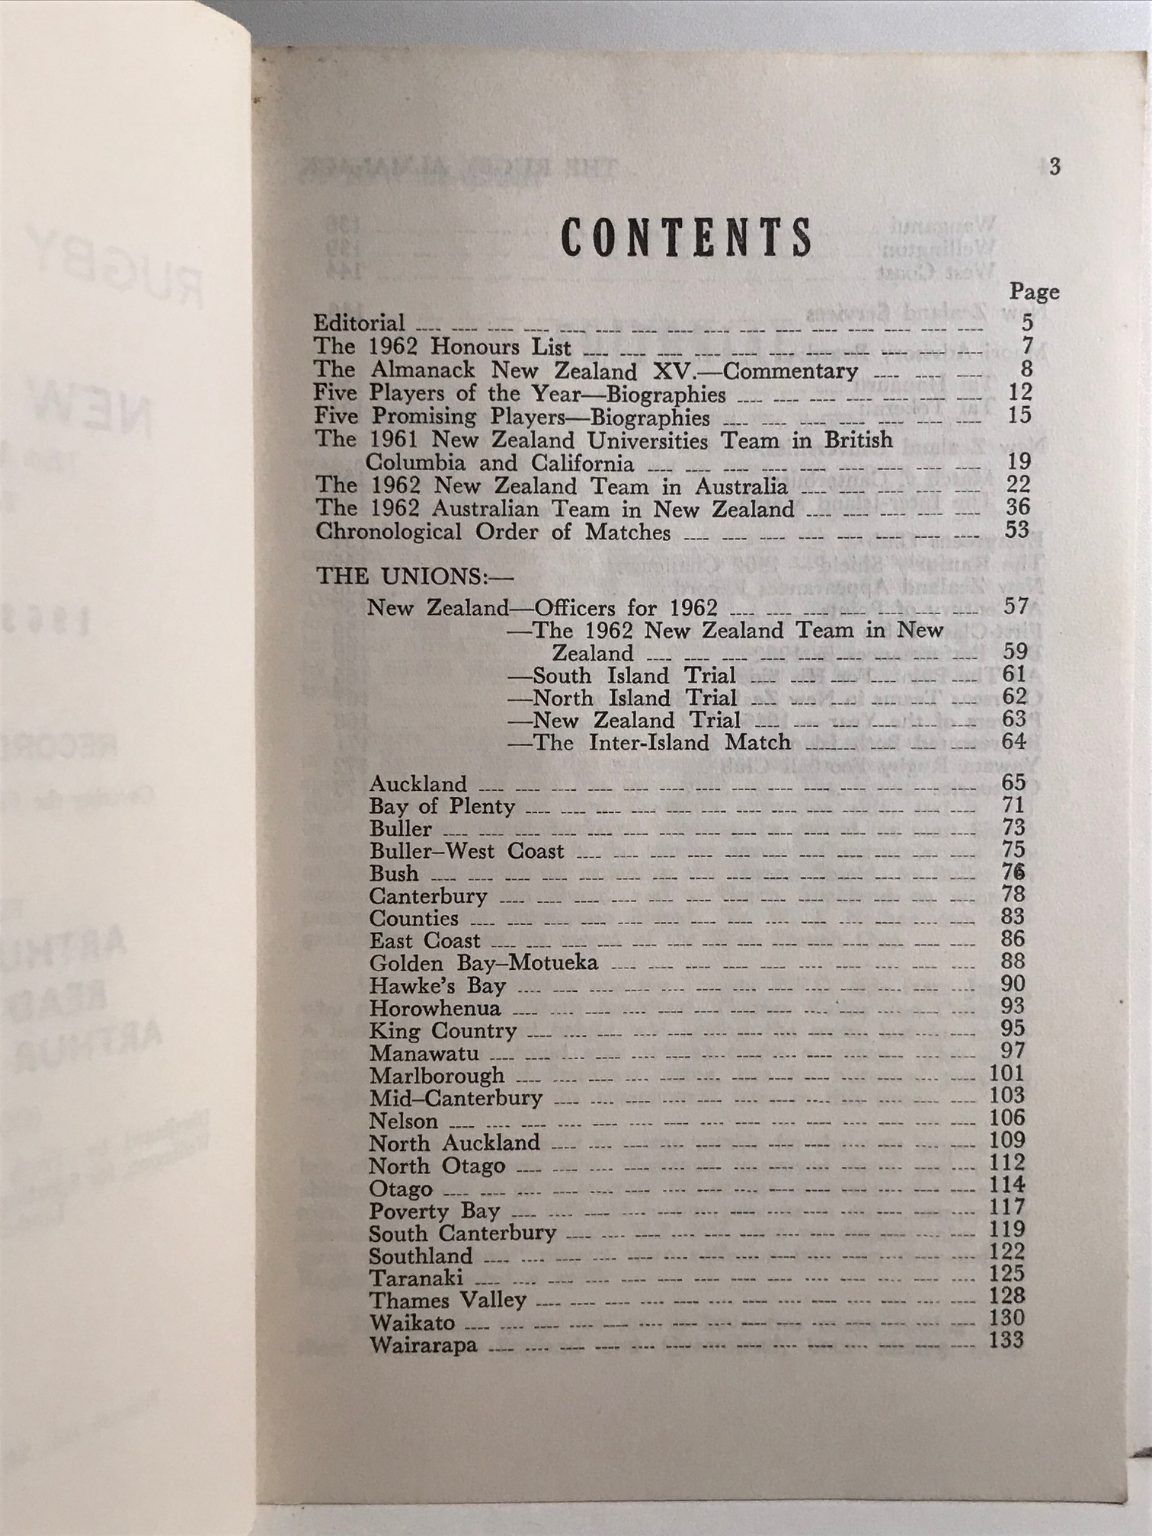 3
CONTENTS
Page
Editorial 5
The 1962 Honours List 7
The Almanack New Zealand XV.—Commentary 8
Five Players of the Year—Biographies 12
Five Promising Players—Biographies 15
The 1961 New Zealand Universities Team in British
Columbia and California 19
The 1962 New Zealand Team in Australia 22
The 1962 Australian Team in New Zealand 36
Chronological Order of Matches 53
THE UNIONS:—
New Zealand—Officers for 1962 57
—The 1962 New Zealand Team in New
Zealand 59
—South Island Trial 61
—North Island Trial 62
—New Zealand Trial 63
—The Inter-Island Match 64
Auckland 65
Bay of Plenty 71
Buller 73
Buller–West Coast 75
Bush 76
Canterbury 78
Counties 83
East Coast 86
Golden Bay–Motueka 88
Hawke's Bay 90
Horowhenua 93
King Country 95
Manawatu 97
Marlborough 101
Mid–Canterbury 103
Nelson 106
North Auckland 109
North Otago 112
Otago 114
Poverty Bay 117
South Canterbury 119
Southland 122
Taranaki 125
Thames Valley 128
Waikato 130
Wairarapa 133